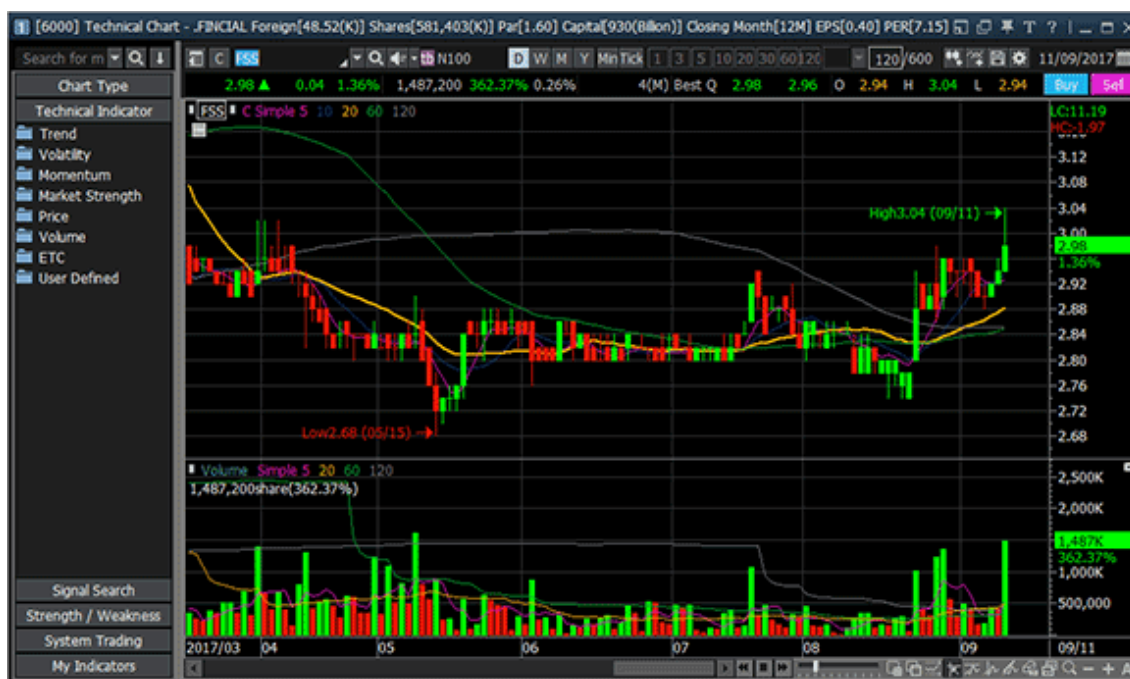 1 [6000] Technical Chart - .FINCIAL Foreign[48.52(K)] Shares[581,403(K)] Par[1.60] Capital[930(Billion)] Closing Month[12M] EPS[0.40] PER[7.15] T ?
Search for m C FSS tb N100 D W M Y Min Tick 1 3 5 10 20 30 60 120 120 /600 11/09/2017
Chart Type 2.98 ▲ 0.04 1.36% 1,487,200 362.37% 0.26% 4(M) Best Q 2.98 2.96 O 2.94 H 3.04 L 2.94 Buy Sell
Technical Indicator FSS C Simple 5 10 20 60 120 LC:11.19
HC:-1.97
Trend
Volatility
Momentum
Market Strength
Price
Volume
ETC
User Defined
3.12
3.08
High3.04 (09/11) → 3.04
3.00
2.98
1.36%
2.92
2.88
2.84
2.80
2.76
2.72
Low2.68 (05/15) → 2.68
Volume Simple 5 20 60 120
1,487,200share(362.37%)
2,500K
2,000K
1,487K
362.37%
1,000K
500,000
Signal Search
Strength / Weakness
System Trading
My Indicators
2017/03 04 05 06 07 08 09 09/11